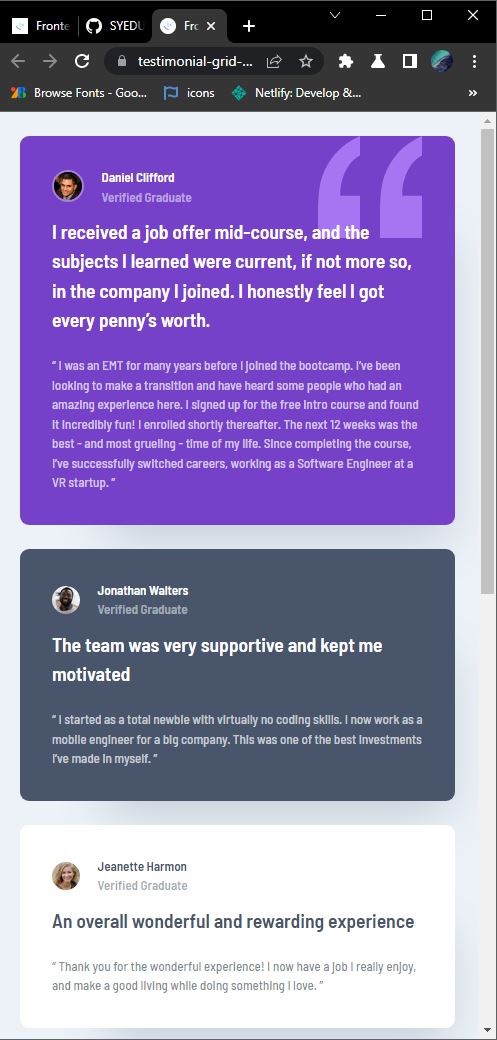 Fronte
SYEDU
Frc
testimonial-grid-...
Browse Fonts - Goo...
icons
Netlify: Develop &...
»
“
Daniel Clifford
Verified Graduate
I received a job offer mid-course, and the
subjects I learned were current, if not more so,
in the company I joined. I honestly feel I got
every penny’s worth.
“ I was an EMT for many years before I joined the bootcamp. I’ve been
looking to make a transition and have heard some people who had an
amazing experience here. I signed up for the free intro course and found
it incredibly fun! I enrolled shortly thereafter. The next 12 weeks was the
best - and most grueling - time of my life. Since completing the course,
I’ve successfully switched careers, working as a Software Engineer at a
VR startup. ”
Jonathan Walters
Verified Graduate
The team was very supportive and kept me
motivated
“ I started as a total newbie with virtually no coding skills. I now work as a
mobile engineer for a big company. This was one of the best investments
I’ve made in myself. ”
Jeanette Harmon
Verified Graduate
An overall wonderful and rewarding experience
“ Thank you for the wonderful experience! I now have a job I really enjoy,
and make a good living while doing something I love. ”